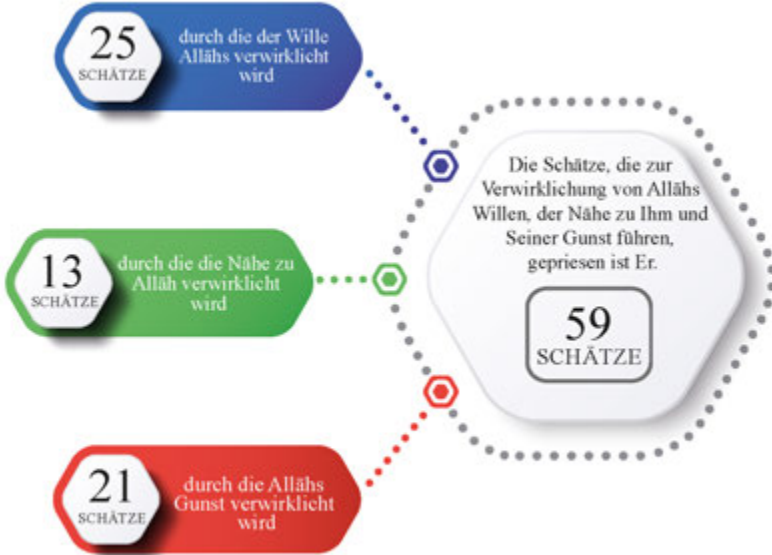 25
SCHÄTZE
durch die der Wille
Allāhs verwirklicht
wird
Die Schätze, die zur
Verwirklichung von Allāhs
Willen, der Nähe zu Ihm und
Seiner Gunst führen,
gepriesen ist Er.
59
SCHÄTZE
13
SCHÄTZE
durch die die Nähe zu
Allāh verwirklicht
wird
21
SCHÄTZE
durch die Allāhs
Gunst verwirklicht
wird